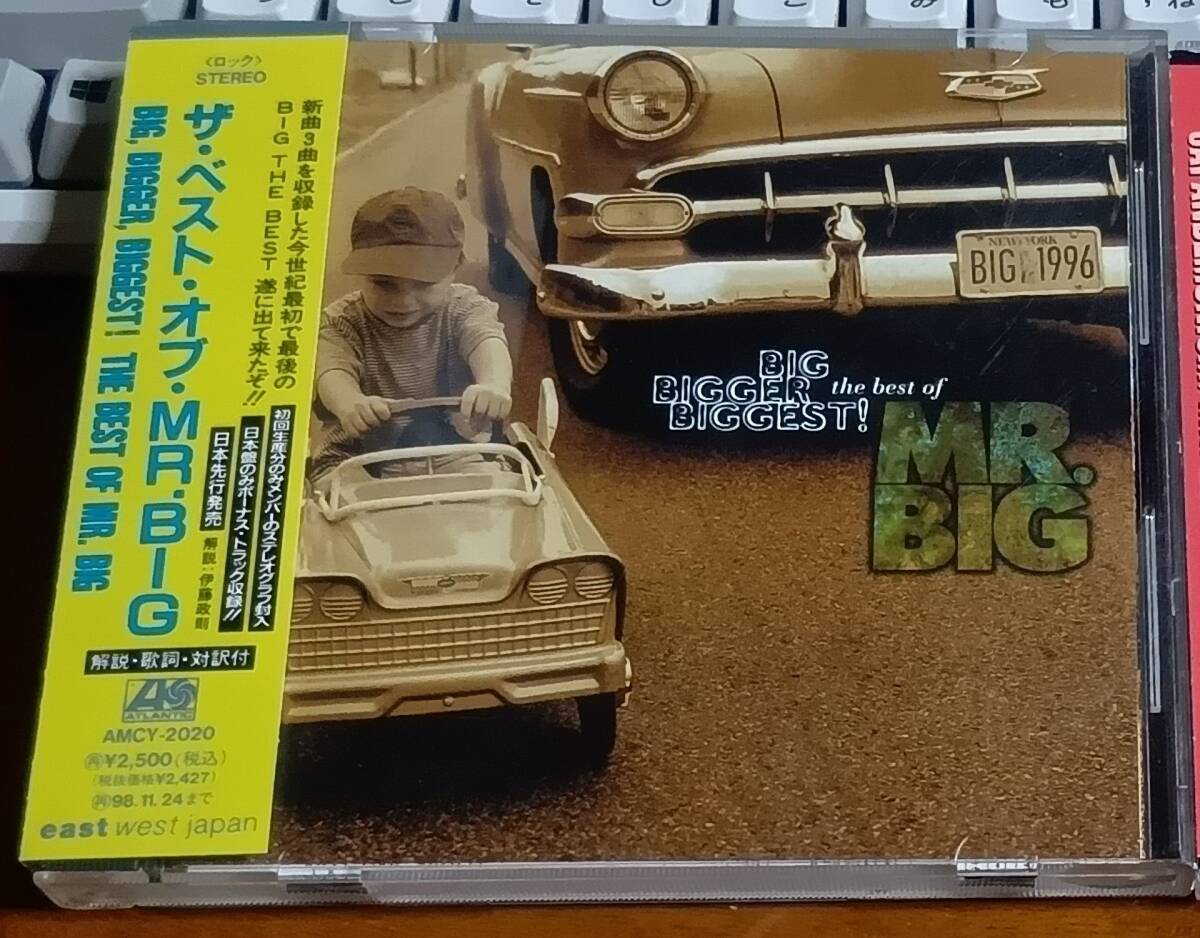 〈ロック〉
STEREO
新曲3曲を収録した今世紀最初で最後の
BIG THE BEST 遂に出て来たぞ!!
ザ・ベスト・オブ・MR.BIG
BIG, BIGGER, BIGGEST! THE BEST OF MR. BIG
初回生産分のみメンバーのステレオグラフ封入
日本盤のみボーナス・トラック収録!!
日本先行発売
解説:伊藤政則
解説・歌詞・対訳付
ATLANTIC
AMCY-2020
再¥2,500(税込)
(税抜価格¥2,427)
再98.11.24まで
east west japan
NEW YORK
BIG 1996
BIG
BIGGER
BIGGEST!
the best of
MR.
BIG